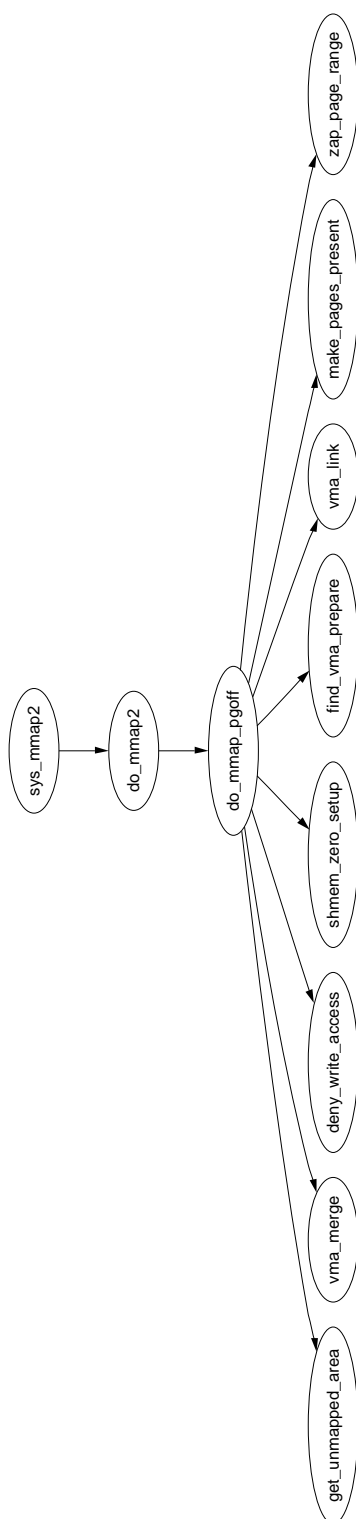 sys_mmap2
do_mmap2
do_mmap_pgoff
get_unmapped_area
vma_merge
deny_write_access
shmem_zero_setup
find_vma_prepare
vma_link
make_pages_present
zap_page_range